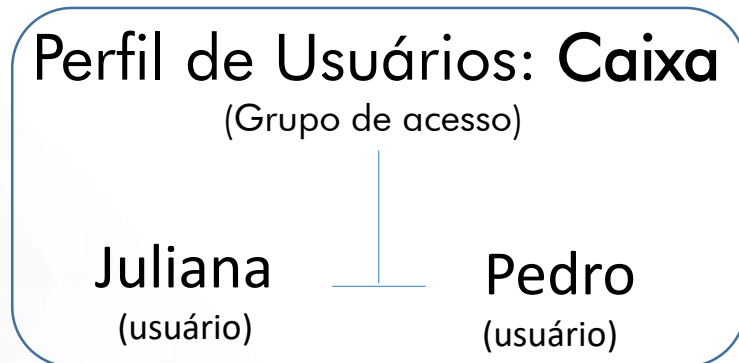 Perfil de Usuários: Caixa
(Grupo de acesso)
Juliana
(usuário)
Pedro
(usuário)